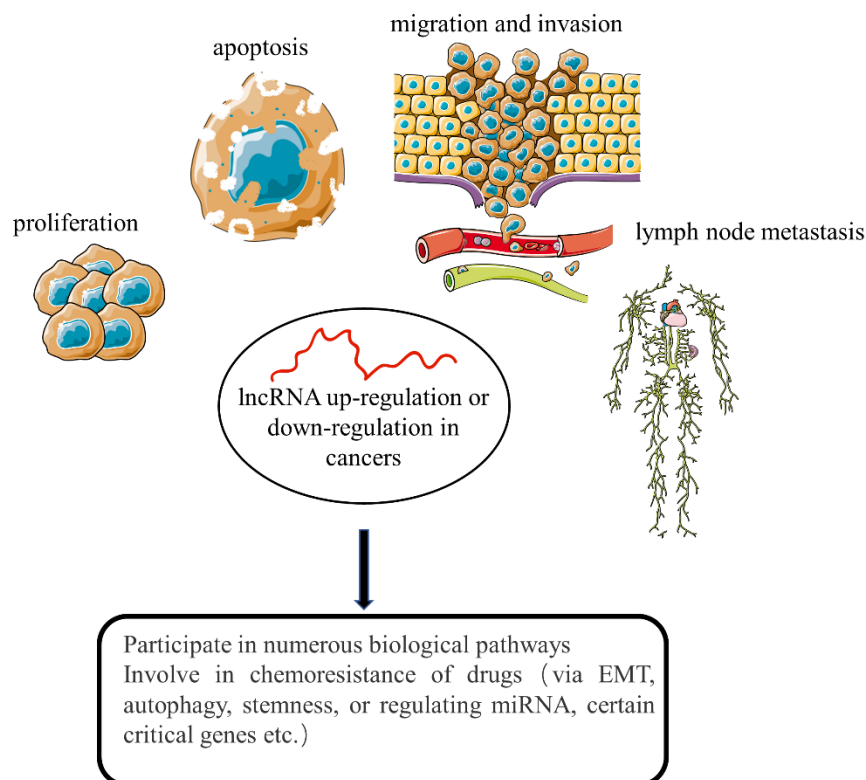 migration and invasion
apoptosis
proliferation
lymph node metastasis
lncRNA up-regulation or
down-regulation in
cancers
Participate in numerous biological pathways
Involve in chemoresistance of drugs（via EMT,
autophagy, stemness, or regulating miRNA, certain
critical genes etc.）